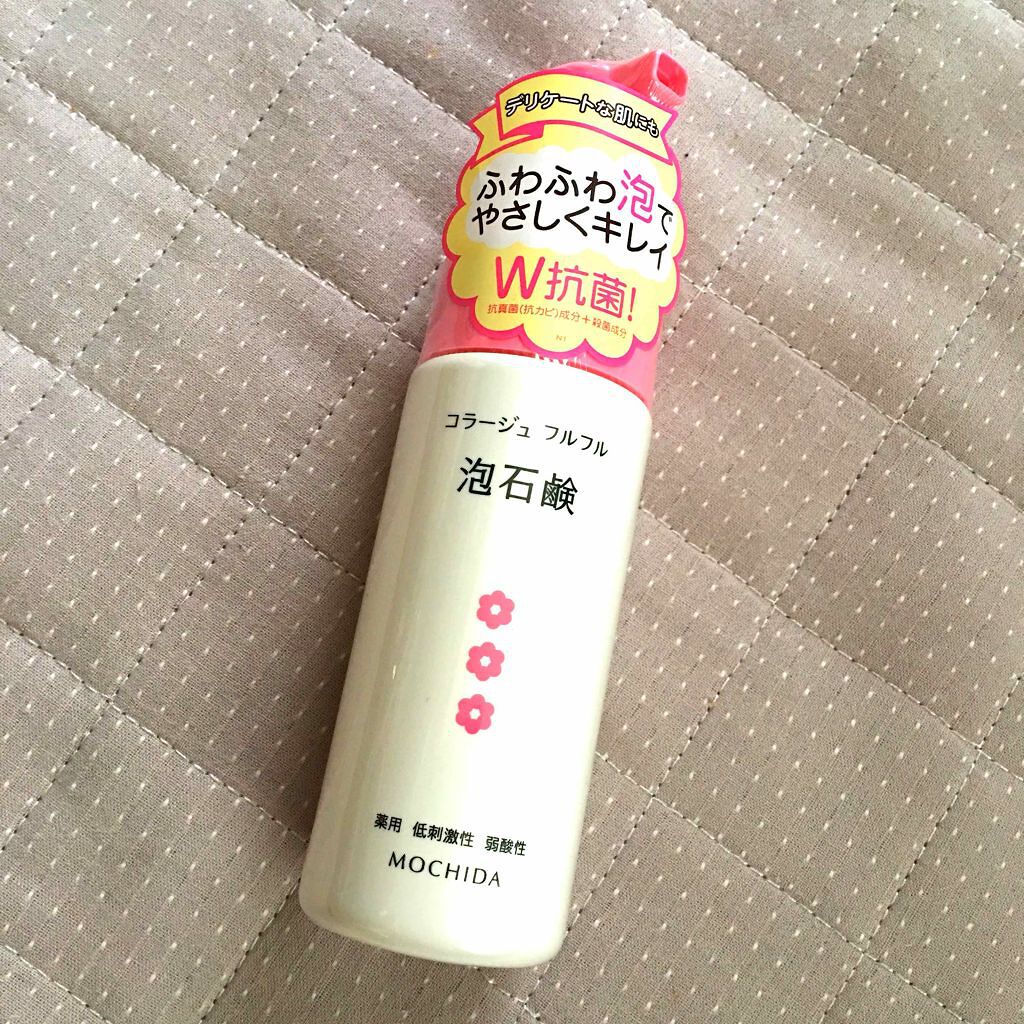 デリケートな肌にも
ふわふわ泡で
やさしくキレイ
W抗菌!
抗真菌(抗カビ)成分+殺菌成分
N1
コラージュ フルフル
泡石鹸
薬用 低刺激性 弱酸性
MOCHIDA